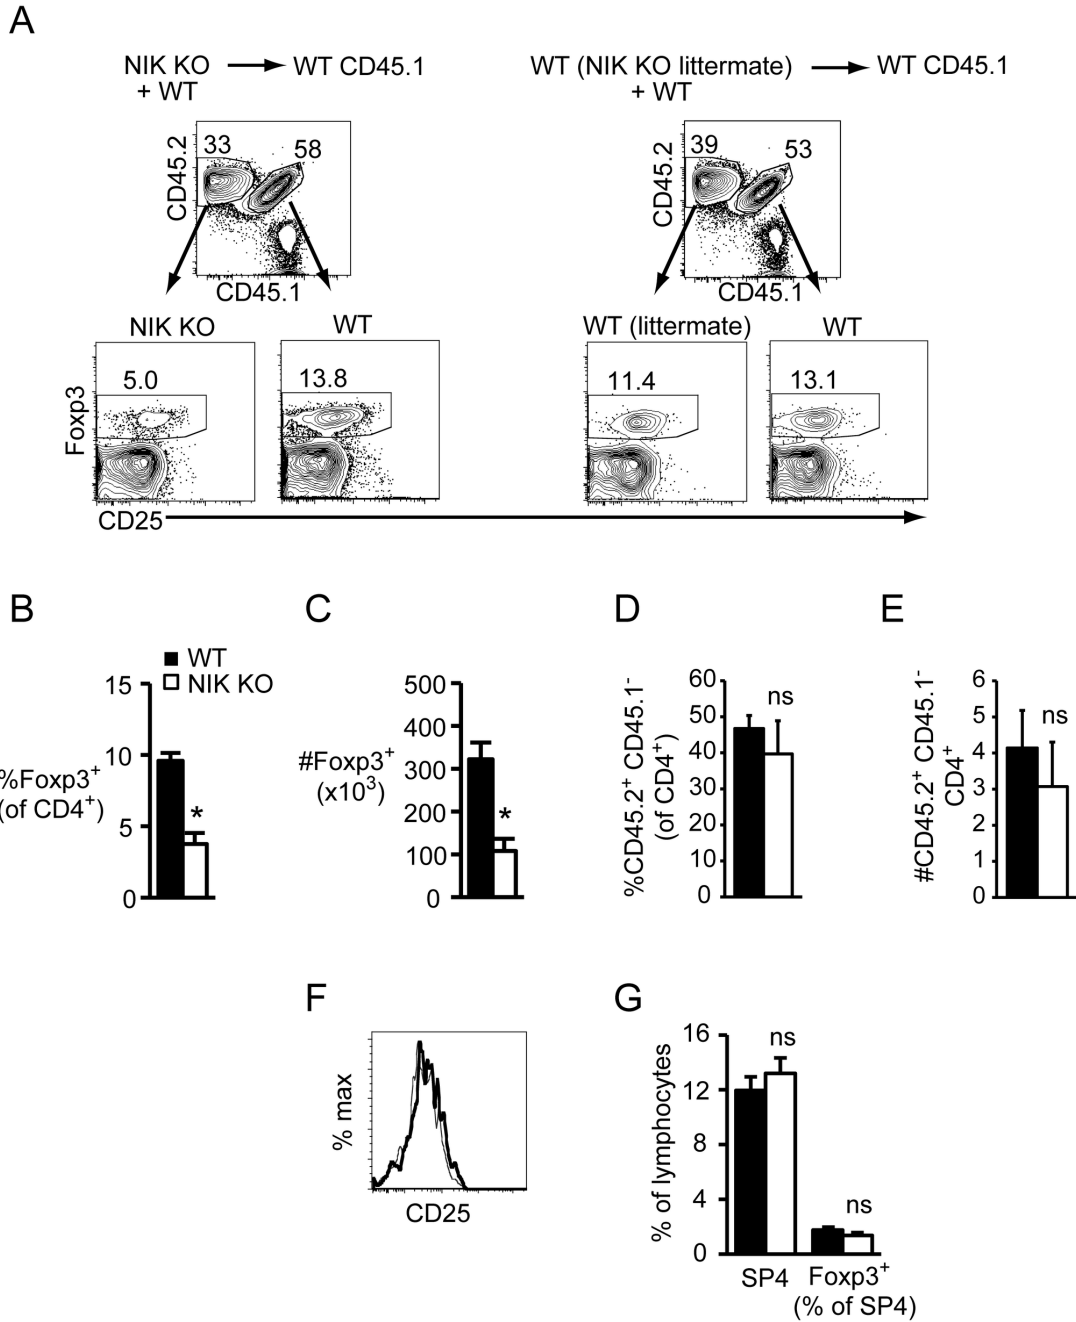 A
NIK KO → WT CD45.1
+ WT
WT (NIK KO littermate) → WT CD45.1
+ WT
CD45.2
33
58
CD45.1
CD45.2
39
53
CD45.1
NIK KO
WT
WT (littermate)
WT
Foxp3
5.0
13.8
11.4
13.1
CD25
B
WT
NIK KO
%Foxp3⁺
(of CD4⁺)
15
10
5
0
*
C
#Foxp3⁺
(x10³)
500
400
300
200
100
0
*
D
%CD45.2⁺ CD45.1⁻
(of CD4⁺)
60
50
40
30
20
10
0
ns
E
#CD45.2⁺ CD45.1⁻
CD4⁺
6
5
4
3
2
1
0
ns
F
% max
CD25
G
% of lymphocytes
16
12
8
4
0
ns
ns
SP4
Foxp3⁺
(% of SP4)